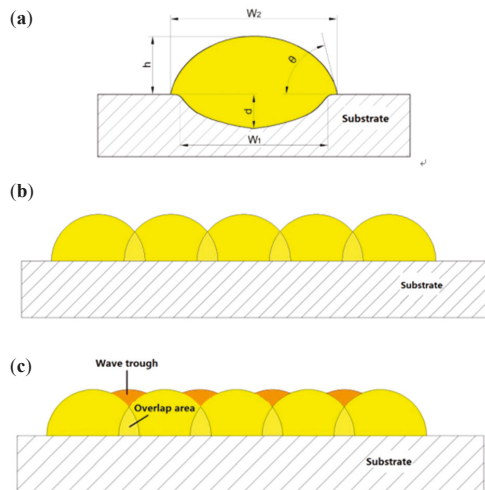 (a)
W2
h
θ
d
Substrate
W1
(b)
Substrate
(c)
Wave trough
Overlap area
Substrate